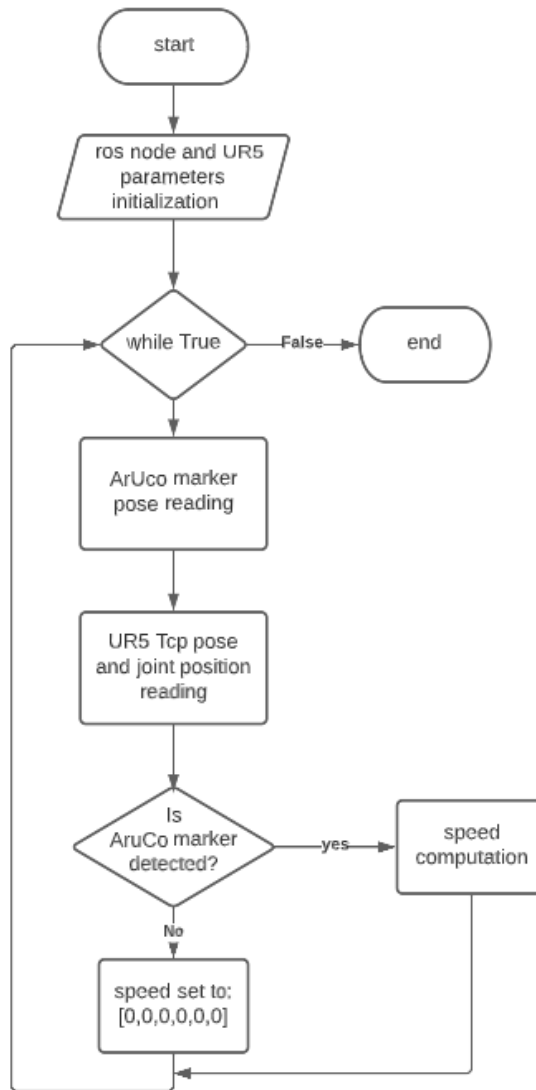 start
ros node and UR5
parameters
initialization
while True
False
end
ArUco marker
pose reading
UR5 Tcp pose
and joint position
reading
Is
AruCo marker
detected?
yes
speed
computation
No
speed set to:
[0,0,0,0,0,0]